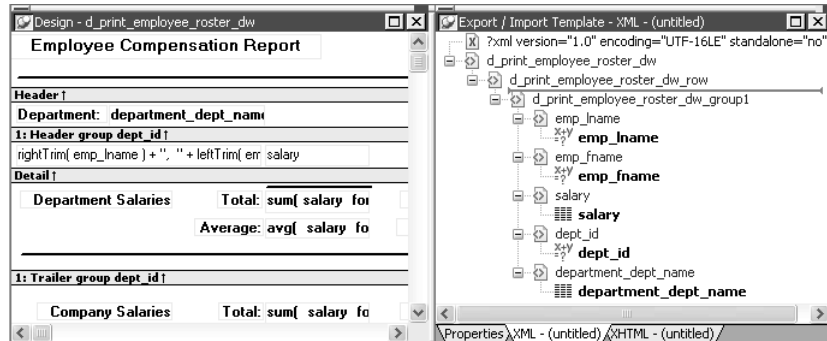 Design - d_print_employee_roster_dw
Employee Compensation Report
Header ↑
Department: department_dept_name
1: Header group dept_id ↑
rightTrim( emp_lname ) + ", " + leftTrim( em salary
Detail ↑
Department Salaries Total: sum( salary for
Average: avg( salary fo
1: Trailer group dept_id ↑
Company Salaries Total: sum( salary fo
Export / Import Template - XML - (untitled)
?xml version="1.0" encoding="UTF-16LE" standalone="no"
d_print_employee_roster_dw
d_print_employee_roster_dw_row
d_print_employee_roster_dw_group1
emp_lname
emp_lname
emp_fname
emp_fname
salary
salary
dept_id
dept_id
department_dept_name
department_dept_name
Properties XML - (untitled) XHTML - (untitled)